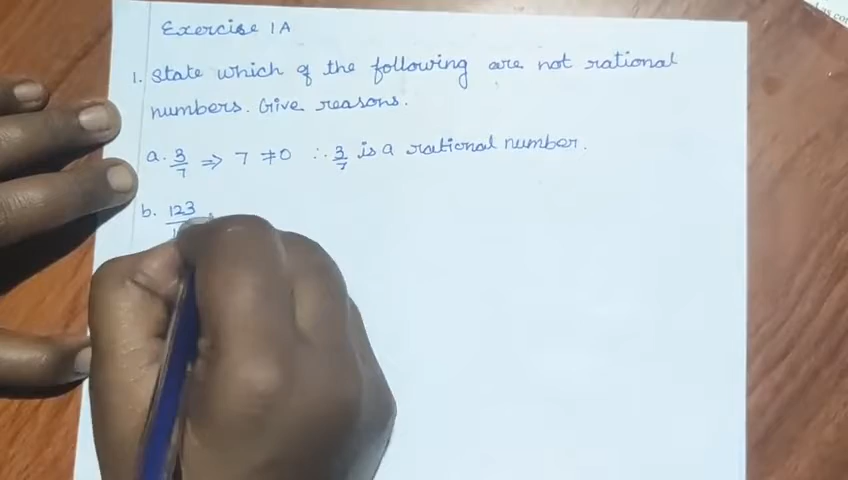 Exercise 1A
1. State which of the following are not rational
numbers. Give reasons.
a. 3/7 ⇒ 7 ≠ 0 ∴ 3/7 is a rational number.
b. 123